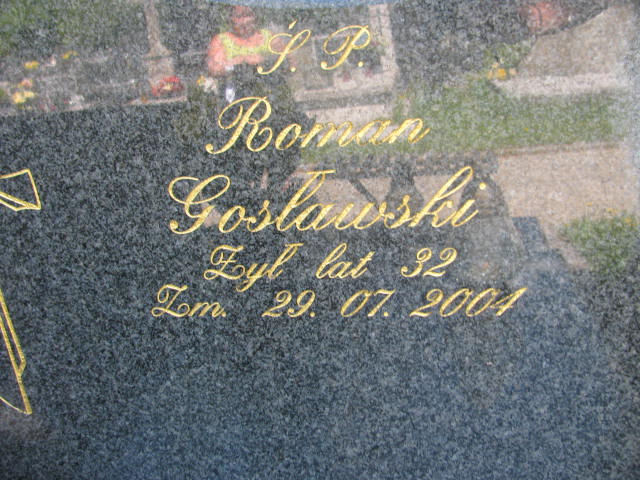 Ś. P.
Roman
Gosławski
Żył lat 32
Zm. 29. 07. 2004